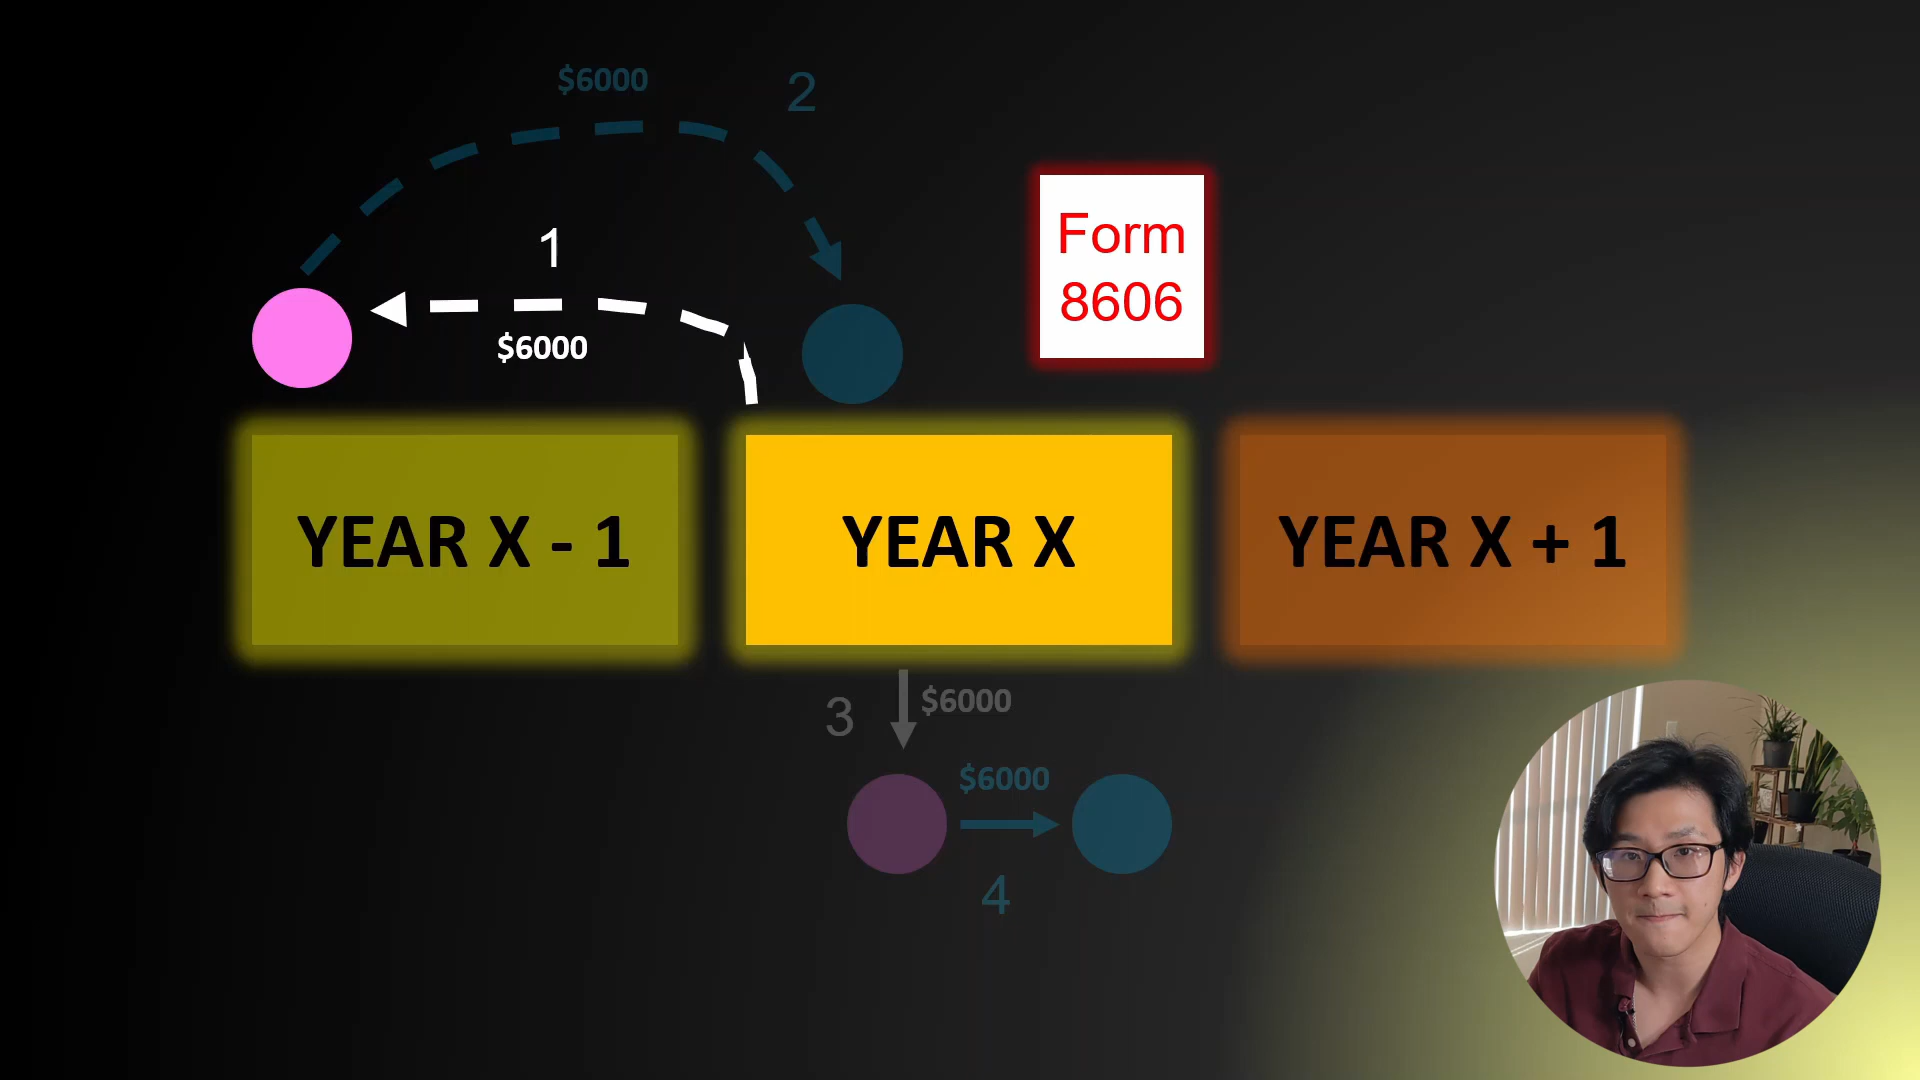 $6000
2
1
$6000
Form
8606
YEAR X - 1
YEAR X
YEAR X + 1
3
$6000
$6000
4